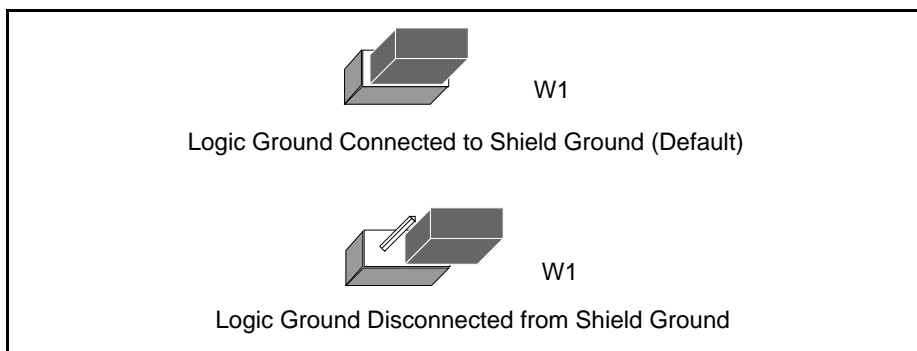 W1
Logic Ground Connected to Shield Ground (Default)
W1
Logic Ground Disconnected from Shield Ground